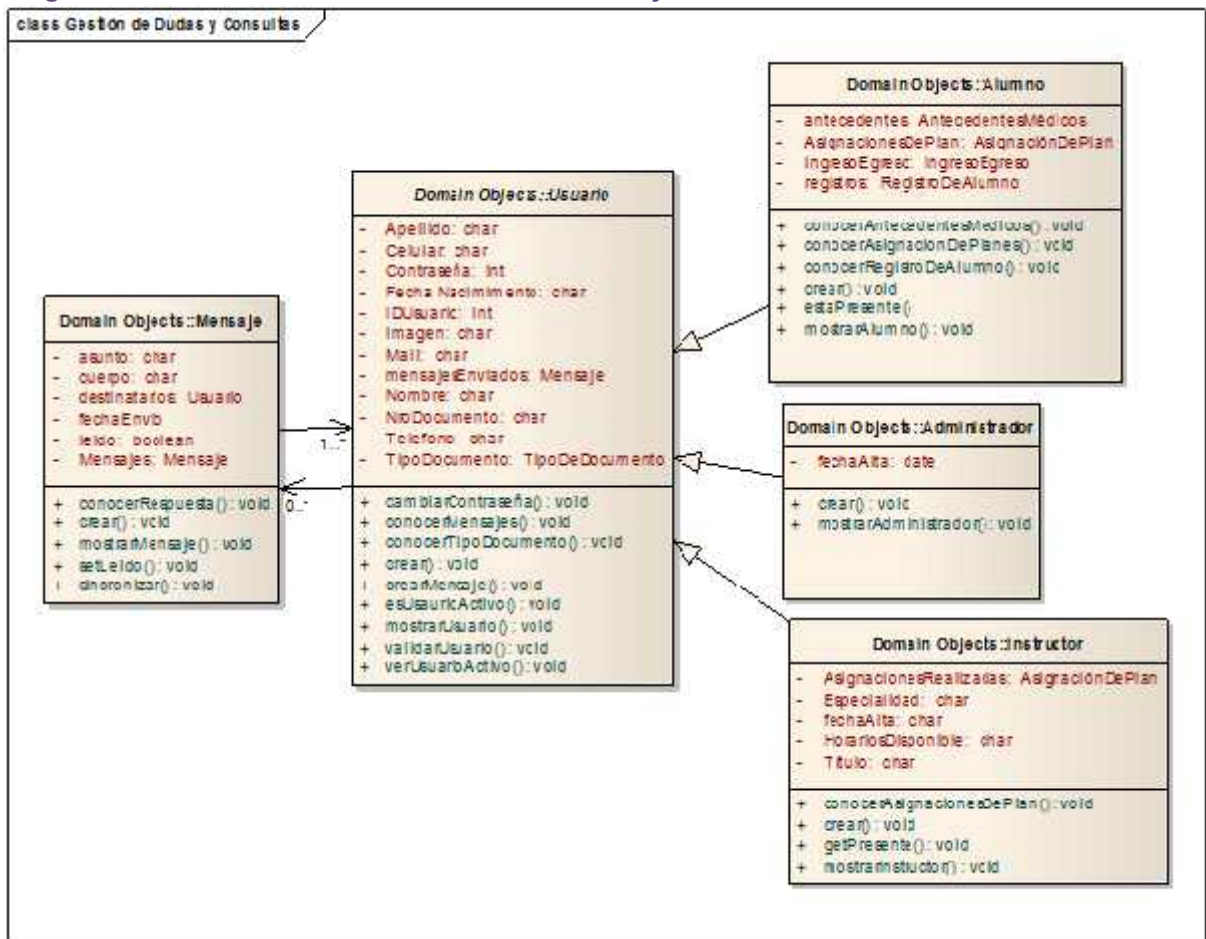 class Gestión de Dudas y Consultas
Domain Objects::Mensaje
- asunto: char
- cuerpo: char
- destinatarios: Usuario
- fechaEnvio
- leido: boolean
- Mensajes: Mensaje
+ conocerRespuesta() : void
+ crear() : void
+ mostrarMensaje() : void
+ setLeido() : void
+ sincronizar() : void
1..*
0..*
Domain Objects::Usuario
- Apellido: char
- Celular: char
- Contraseña: int
- Fecha Nacimimento: char
- IDUsuario: int
- Imagen: char
- Mail: char
- mensajesEnviados: Mensaje
- Nombre: char
- NroDocumento: char
- Telefono: char
- TipoDocumento: TipoDeDocumento
+ cambiarContraseña() : void
+ conocerMensajes() : void
+ conocerTipoDocumento() : void
+ crear() : void
+ crearMensaje() : void
+ esUsauricActivo() : void
+ mostrarUsuario() : void
+ validarUsuario() : void
+ verUsuarioActivo() : void
Domain Objects::Alumno
- antecedentes: AntecedentesMédicos
- AsignacionesDePlan: AsignaciónDePlan
- IngresoEgreso: IngresoEgreso
- registros: RegistroDeAlumno
+ conocerAntecedentesMedicos() : void
+ conocerAsignacionDePlanes() : void
+ conocerRegistroDeAlumno() : void
+ crear() : void
+ estaPresente()
+ mostrarAlumno() : void
Domain Objects::Administrador
- fechaAlta: date
+ crear() : void
+ mostrarAdministrador() : void
Domain Objects::Instructor
- AsignacionesRealizadas: AsignaciónDePlan
- Especialidad: char
- fechaAlta: char
- HorariosDisponible: char
- Título: char
+ conocerAsignacionesDePlan() : void
+ crear() : void
+ getPresente() : void
+ mostrarInstructor() : void